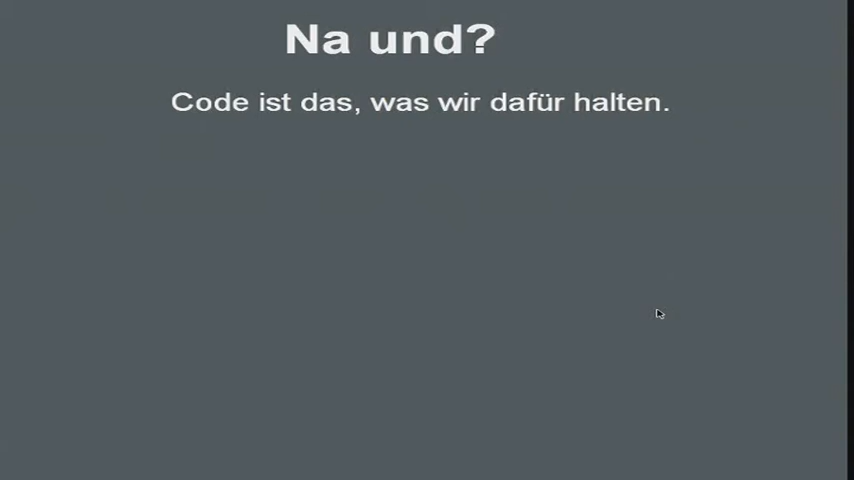 Na und?
Code ist das, was wir dafür halten.